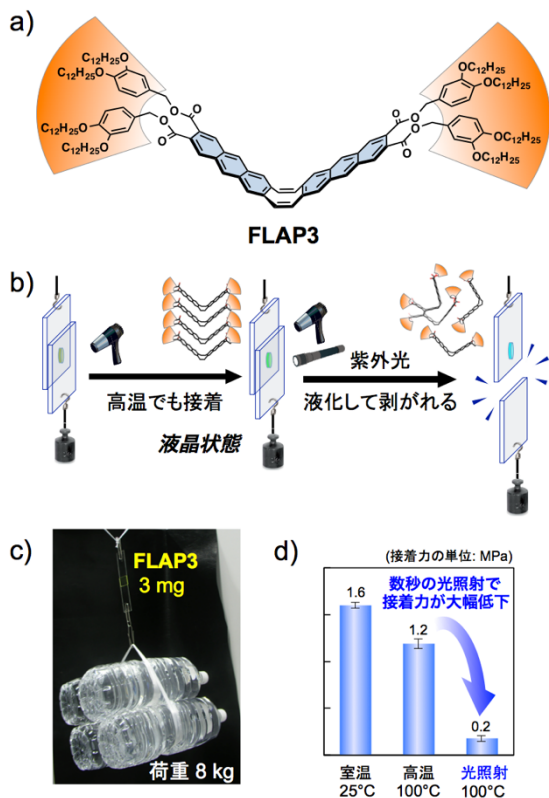 a)
C₁₂H₂₅O
C₁₂H₂₅O
C₁₂H₂₅O
C₁₂H₂₅O
O
O
O
O
O
O
O
O
OC₁₂H₂₅
OC₁₂H₂₅
OC₁₂H₂₅
OC₁₂H₂₅
FLAP3
b)
高温でも接着
液晶状態
紫外光
液化して剥がれる
c)
FLAP3
3 mg
荷重 8 kg
d)
(接着力の単位: MPa)
数秒の光照射で
接着力が大幅低下
1.6
1.2
0.2
室温
25°C
高温
100°C
光照射
100°C